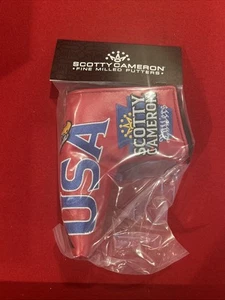 SCOTTY CAMERON
FINE MILLED PUTTERS
USA
SCOTTY
CAMERON